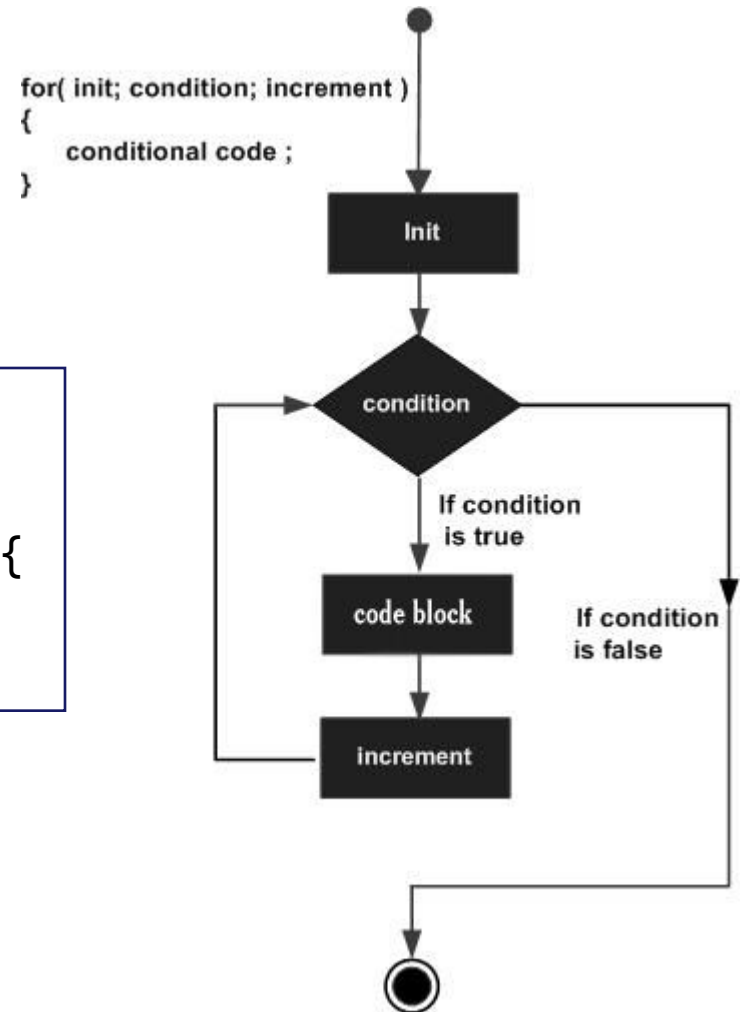 for( init; condition; increment )
{
conditional code ;
}
Init
condition
If condition
is true
{
code block
If condition
is false
increment